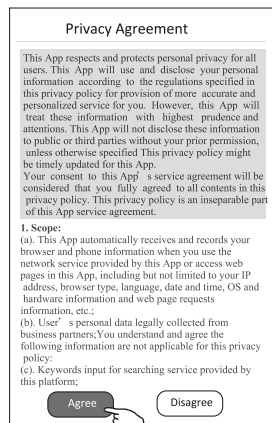 Privacy Agreement
This App respects and protects personal privacy for all
users. This App will use and disclose your personal
information according to the regulations specified in
this privacy policy for provision of more accurate and
personalized service for you. However, this App will
treat these information with highest prudence and
attentions. This App will not disclose these information
to public or third parties without your prior permission,
unless otherwise specified This privacy policy might
be timely updated for this App.
Your consent to this App' s service agreement will be
considered that you fully agreed to all contents in this
privacy policy. This privacy policy is an inseparable part
of this App service agreement.
1. Scope:
(a). This App automatically receives and records your
browser and phone information when you use the
network service provided by this App or access web
pages in this App, including but not limited to your IP
address, browser type, language, date and time, OS and
hardware information and web page requests
information, etc.;
(b). User' s personal data legally collected from
business partners;You understand and agree the
following information are not applicable for this privacy
policy:
(c). Keywords input for searching service provided by
this platform;
Agree Disagree